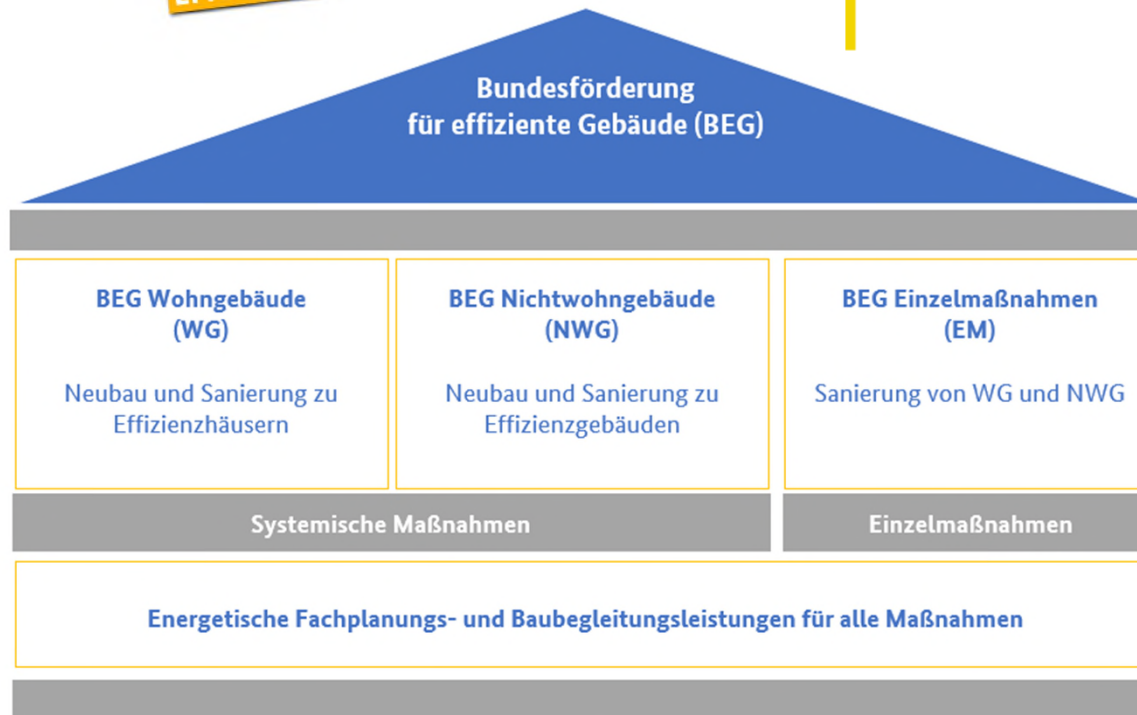 Bundesförderung
für effiziente Gebäude (BEG)
BEG Wohngebäude
(WG)
Neubau und Sanierung zu
Effizienzhäusern
BEG Nichtwohngebäude
(NWG)
Neubau und Sanierung zu
Effizienzgebäuden
BEG Einzelmaßnahmen
(EM)
Sanierung von WG und NWG
Systemische Maßnahmen
Einzelmaßnahmen
Energetische Fachplanungs- und Baubegleitungsleistungen für alle Maßnahmen